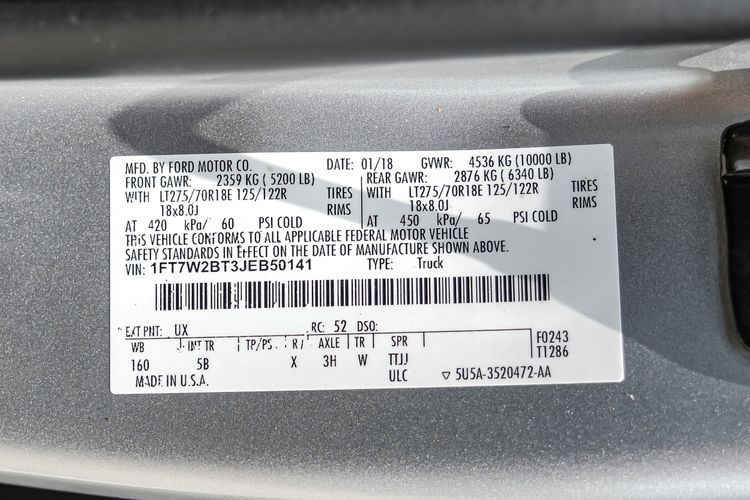 MFD. BY FORD MOTOR CO. DATE: 01/18 GVWR: 4536 KG (10000 LB)
FRONT GAWR: 2359 KG ( 5200 LB) REAR GAWR: 2876 KG ( 6340 LB)
WITH LT275/70R18E 125/122R TIRES WITH LT275/70R18E 125/122R TIRES
18x8.0J RIMS 18x8.0J RIMS
AT 420 kPa/ 60 PSI COLD AT 450 kPa/ 65 PSI COLD
THIS VEHICLE CONFORMS TO ALL APPLICABLE FEDERAL MOTOR VEHICLE
SAFETY STANDARDS IN EFFECT ON THE DATE OF MANUFACTURE SHOWN ABOVE.
VIN: 1FT7W2BT3JEB50141 TYPE: Truck
EXT PNT: UX RC: 52 DSO: F0243
WB INT TR TP/PS R AXLE TR SPR T1286
160 5B X 3H W TTJJ
MADE IN U.S.A. ULC ▽ 5U5A-3520472-AA